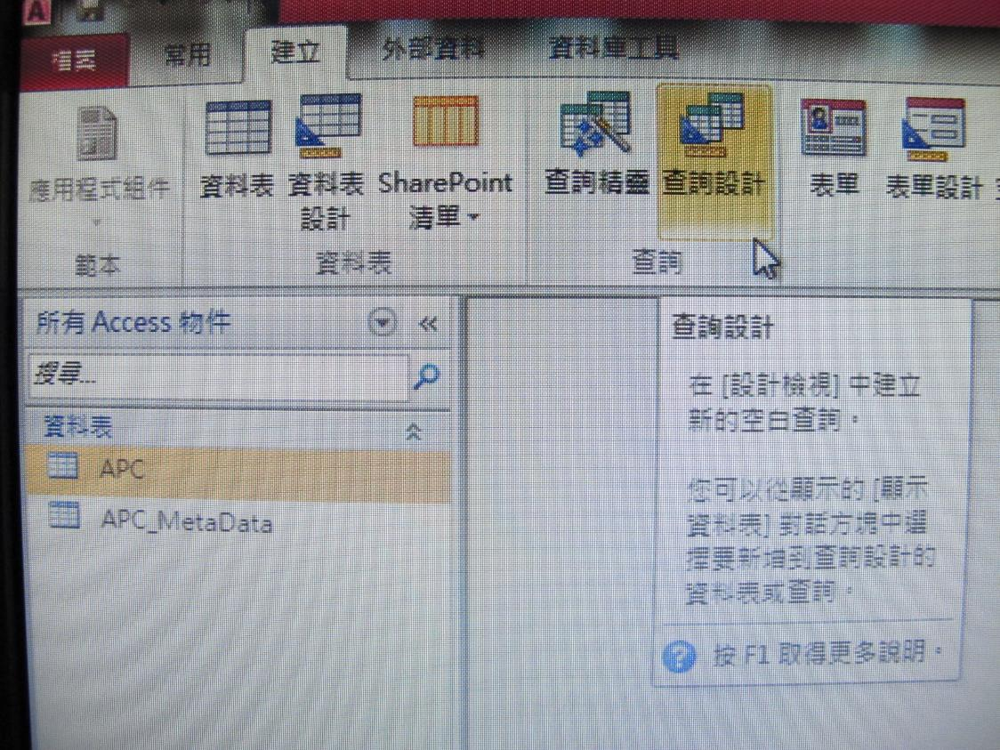 A
檔案 常用 建立 外部資料 資料庫工具
應用程式組件 資料表 資料表 SharePoint 查詢精靈 查詢設計 表單 表單設計
設計 清單
範本 資料表 查詢
所有 Access 物件
搜尋...
資料表
APC
APC_MetaData
查詢設計
在 [設計檢視] 中建立
新的空白查詢。
您可以從顯示的 [顯示
資料表] 對話方塊中選
擇要新增到查詢設計的
資料表或查詢。
按 F1 取得更多說明。